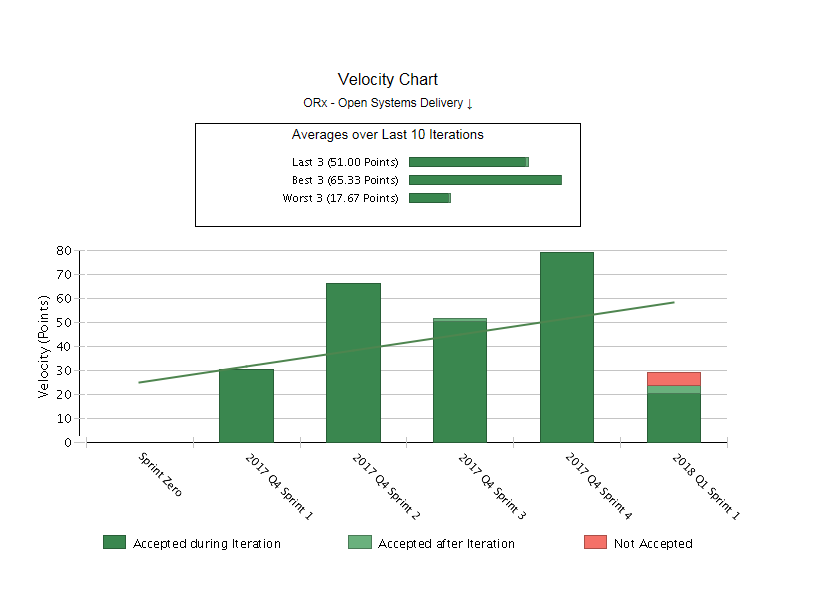 Velocity Chart
ORx - Open Systems Delivery ↓
Averages over Last 10 Iterations
Last 3 (51.00 Points)
Best 3 (65.33 Points)
Worst 3 (17.67 Points)
Velocity (Points)
80
70
60
50
40
30
20
10
0
Sprint Zero
2017 Q4 Sprint 1
2017 Q4 Sprint 2
2017 Q4 Sprint 3
2017 Q4 Sprint 4
2018 Q1 Sprint 1
Accepted during Iteration
Accepted after Iteration
Not Accepted